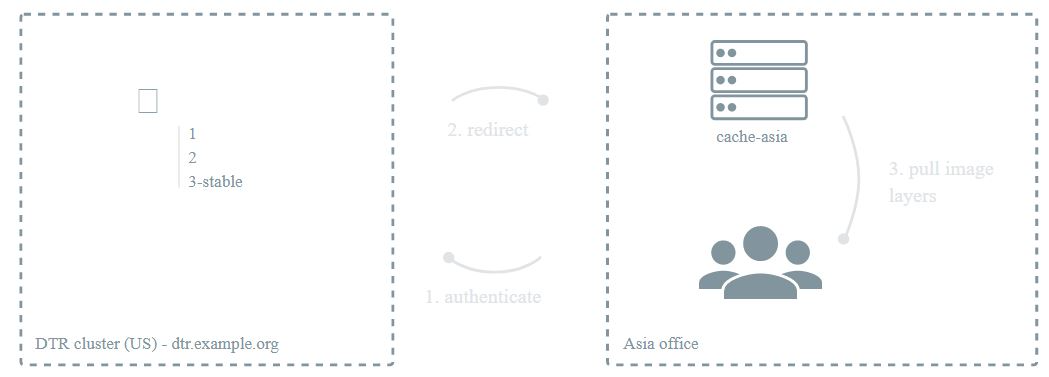 1
2
3-stable
DTR cluster (US) - dtr.example.org
2. redirect
1. authenticate
cache-asia
3. pull image
layers
Asia office